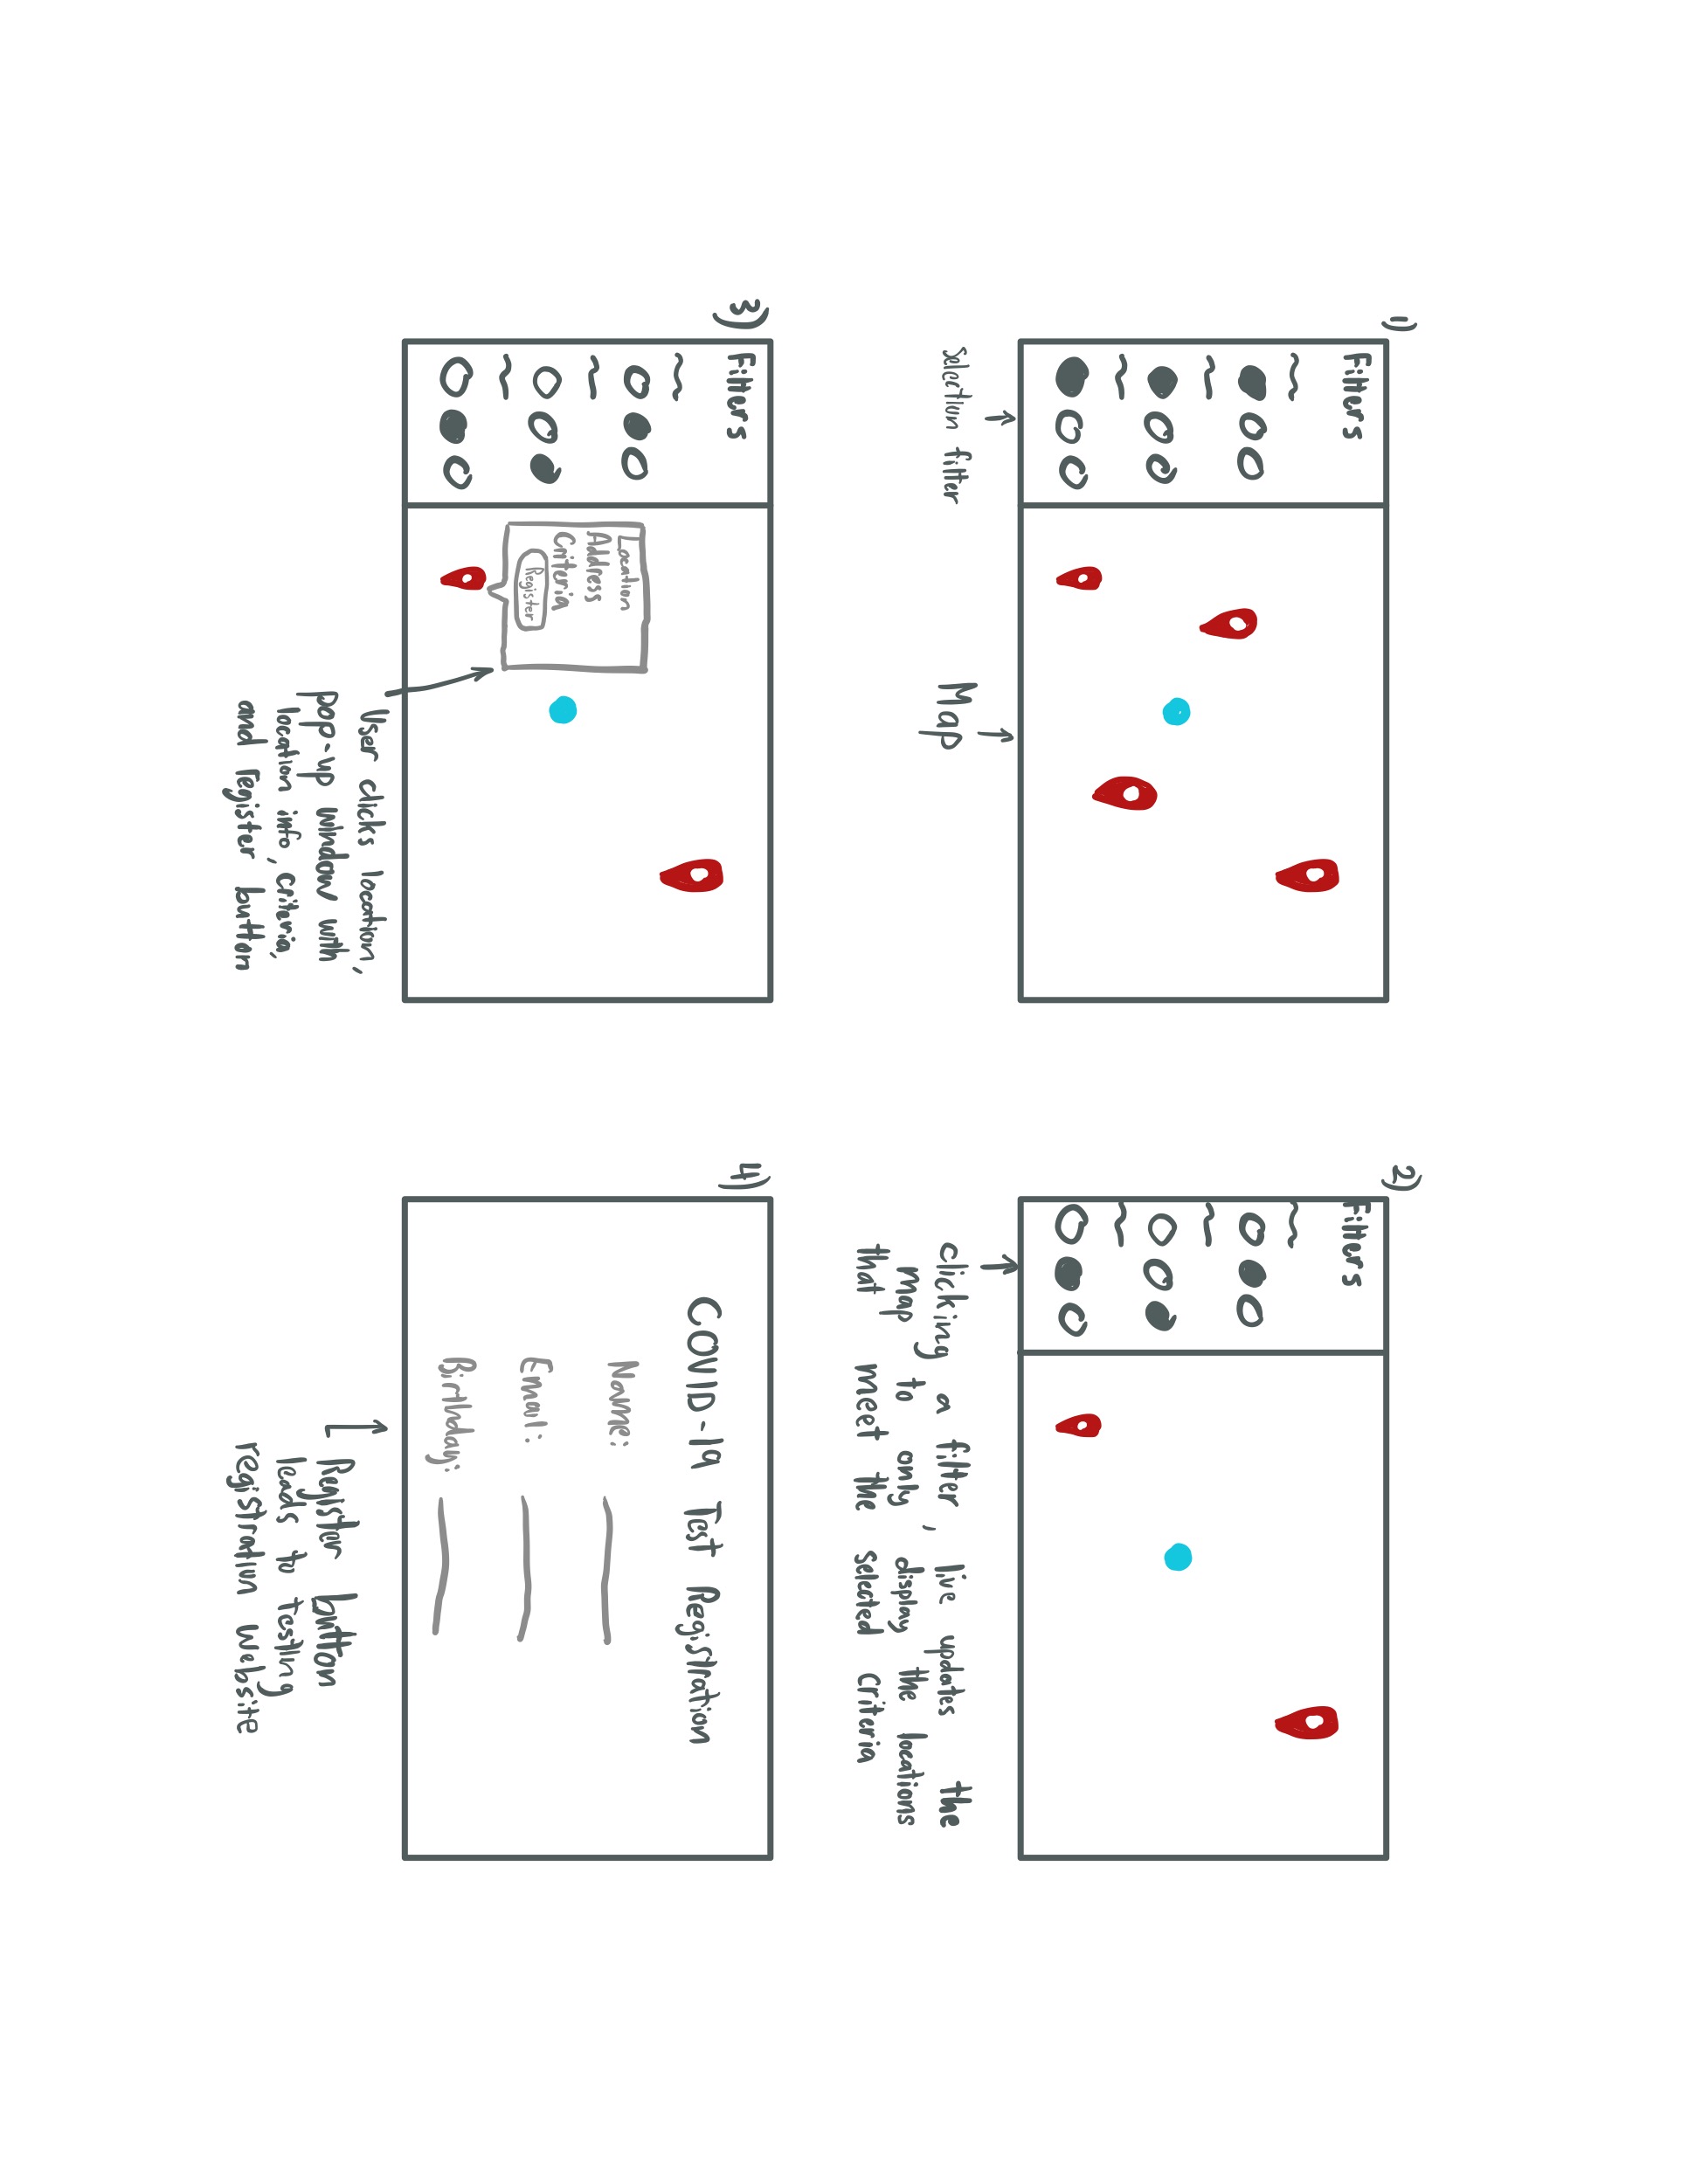 1)
Filters
Selection filter
Map
2)
Filters
clicking a filter, live updates the
map to only display the locations
that meet the selected criteria
3)
Filters
Location
Address
Criteria
Register
User clicks location,
pop-up window with
location info, criteria,
and register button
4)
COVID-19 Test Registration
Name:
Email:
Birthday:
Register button
leads to testing
registration website